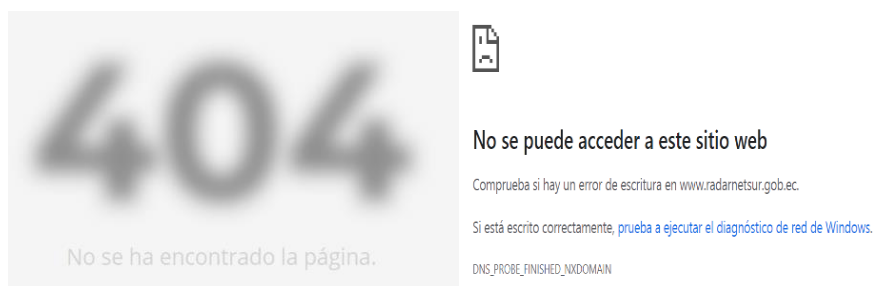 404
No se ha encontrado la página.
No se puede acceder a este sitio web
Comprueba si hay un error de escritura en www.radarnetsur.gob.ec.
Si está escrito correctamente, prueba a ejecutar el diagnóstico de red de Windows.
DNS_PROBE_FINISHED_NXDOMAIN